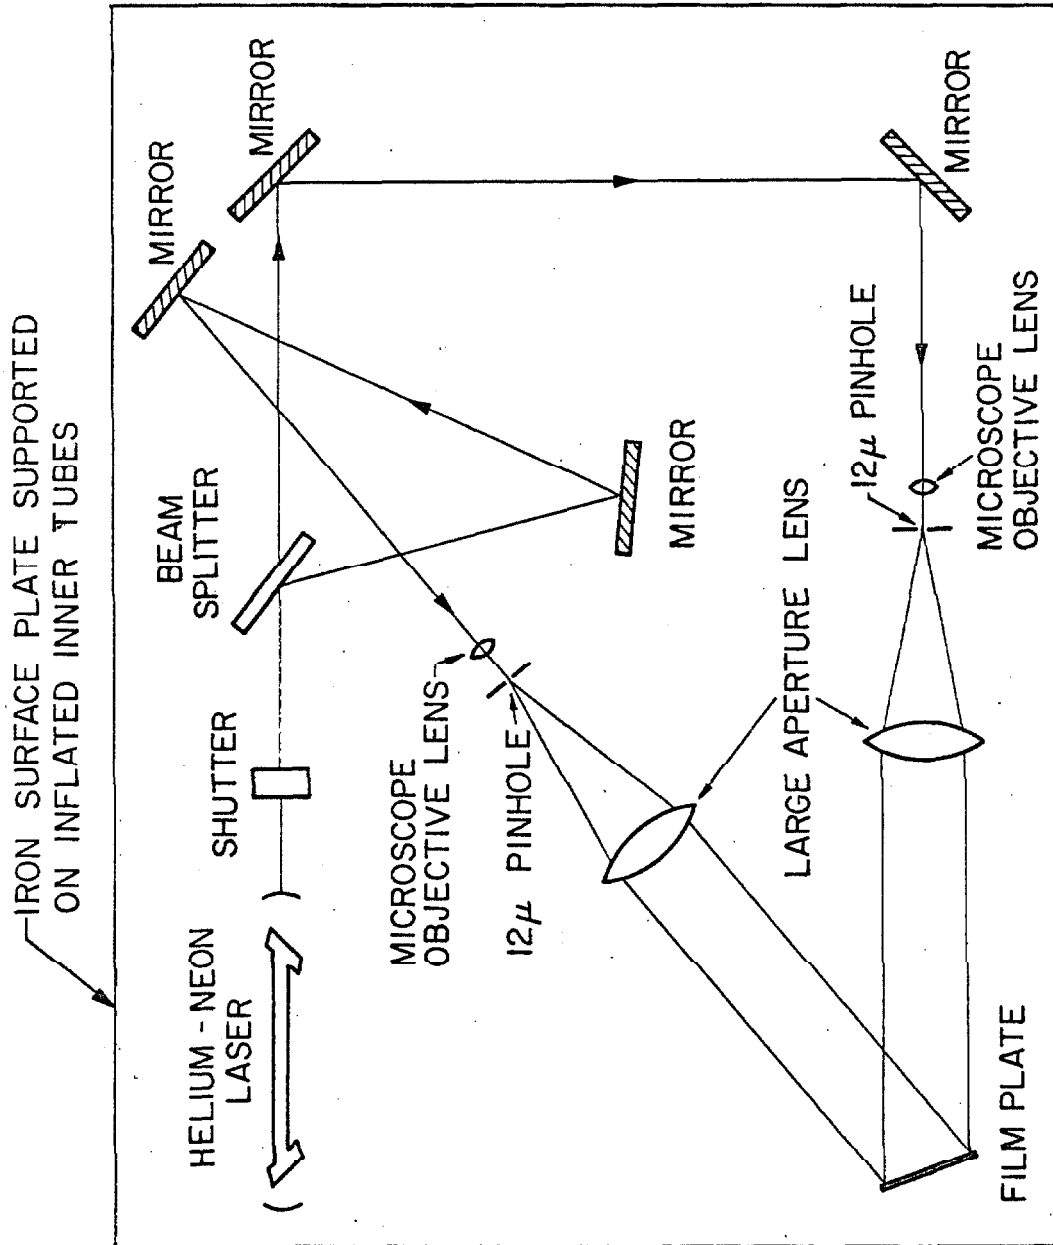 IRON SURFACE PLATE SUPPORTED
ON INFLATED INNER TUBES
HELIUM - NEON
LASER
SHUTTER
BEAM
SPLITTER
MIRROR
MIRROR
MICROSCOPE
OBJECTIVE LENS
12μ PINHOLE
MIRROR
LARGE APERTURE LENS
12μ PINHOLE
MICROSCOPE
OBJECTIVE LENS
MIRROR
FILM PLATE